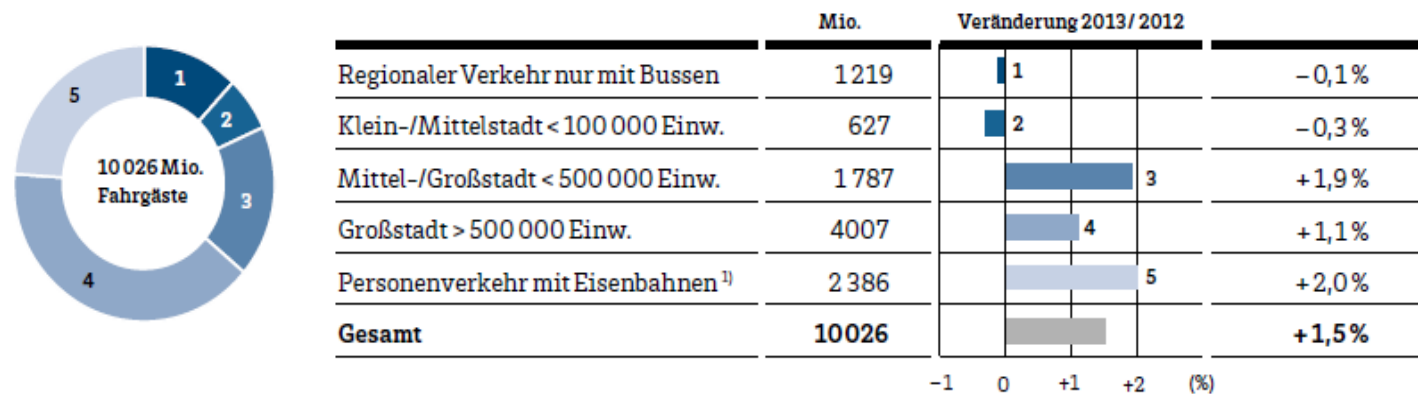 Mio. Veränderung 2013/2012
1
5
2
10 026 Mio.
Fahrgäste
3
4
Regionaler Verkehr nur mit Bussen 1 219 1 –0,1 %
Klein-/Mittelstadt < 100 000 Einw. 627 2 –0,3 %
Mittel-/Großstadt < 500 000 Einw. 1 787 3 +1,9 %
Großstadt > 500 000 Einw. 4007 4 +1,1 %
Personenverkehr mit Eisenbahnen 1) 2 386 5 +2,0 %
Gesamt 10 026 +1,5 %
–1 0 +1 +2 (%)